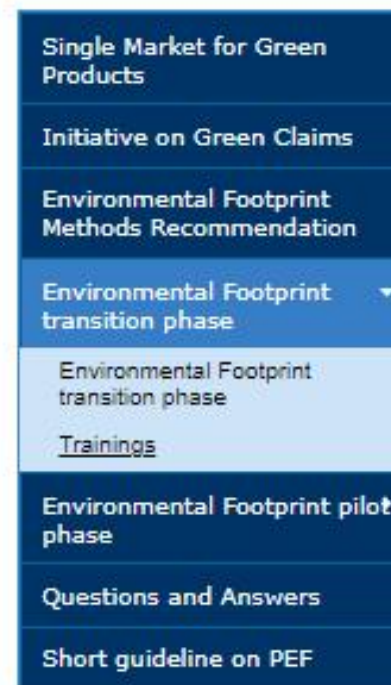 Single Market for Green
Products
Initiative on Green Claims
Environmental Footprint
Methods Recommendation
Environmental Footprint
transition phase
Environmental Footprint
transition phase
Trainings
Environmental Footprint pilot
phase
Questions and Answers
Short guideline on PEF